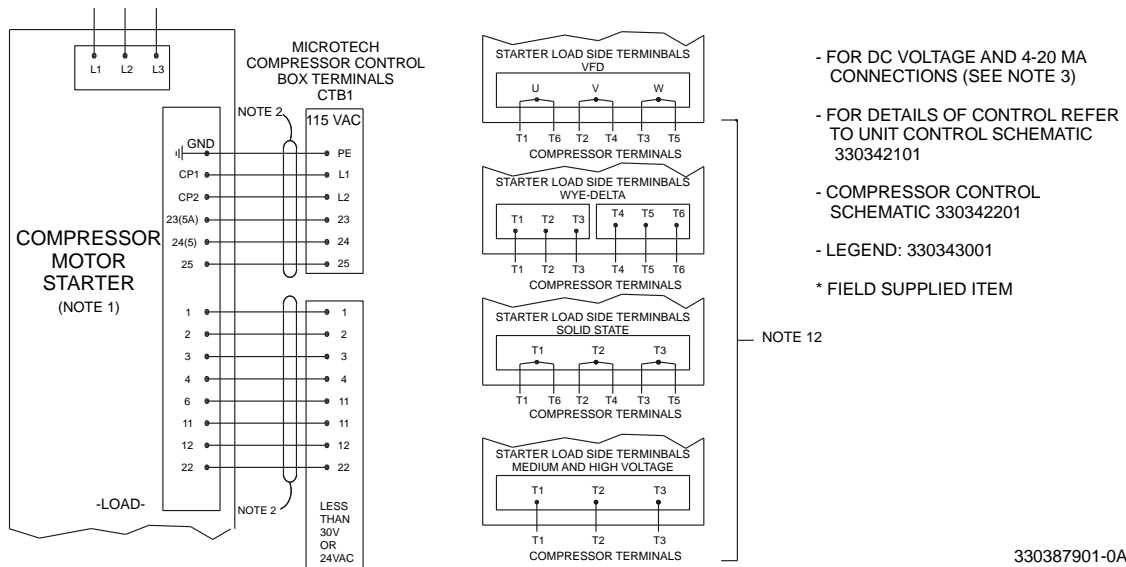 L1 L2 L3
COMPRESSOR
MOTOR
STARTER
(NOTE 1)
-LOAD-
GND
CP1
CP2
23(5A)
24(5)
25
1
2
3
4
6
11
12
22
NOTE 2
NOTE 2
MICROTECH
COMPRESSOR CONTROL
BOX TERMINALS
CTB1
115 VAC
PE
L1
L2
23
24
25
1
2
3
4
11
11
12
22
LESS
THAN
30V
OR
24VAC
STARTER LOAD SIDE TERMINBALS
VFD
U V W
T1 T6 T2 T4 T3 T5
COMPRESSOR TERMINALS
STARTER LOAD SIDE TERMINBALS
WYE-DELTA
T1 T2 T3 T4 T5 T6
T1 T2 T3 T4 T5 T6
COMPRESSOR TERMINALS
STARTER LOAD SIDE TERMINBALS
SOLID STATE
T1 T2 T3
T1 T6 T2 T4 T3 T5
COMPRESSOR TERMINALS
STARTER LOAD SIDE TERMINBALS
MEDIUM AND HIGH VOLTAGE
T1 T2 T3
T1 T2 T3
COMPRESSOR TERMINALS
NOTE 12
- FOR DC VOLTAGE AND 4-20 MA
CONNECTIONS (SEE NOTE 3)
- FOR DETAILS OF CONTROL REFER
TO UNIT CONTROL SCHEMATIC
330342101
- COMPRESSOR CONTROL
SCHEMATIC 330342201
- LEGEND: 330343001
* FIELD SUPPLIED ITEM
330387901-0A